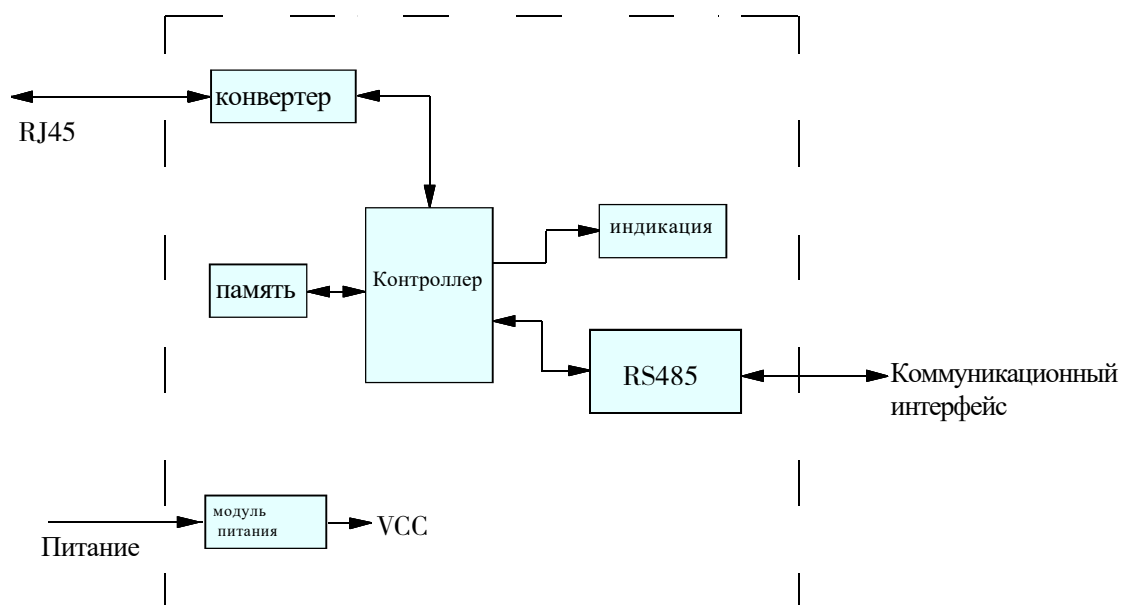 конвертер
RJ45
индикация
Контроллер
память
RS485
Коммуникационный
интерфейс
модуль
питания
VCC
Питание